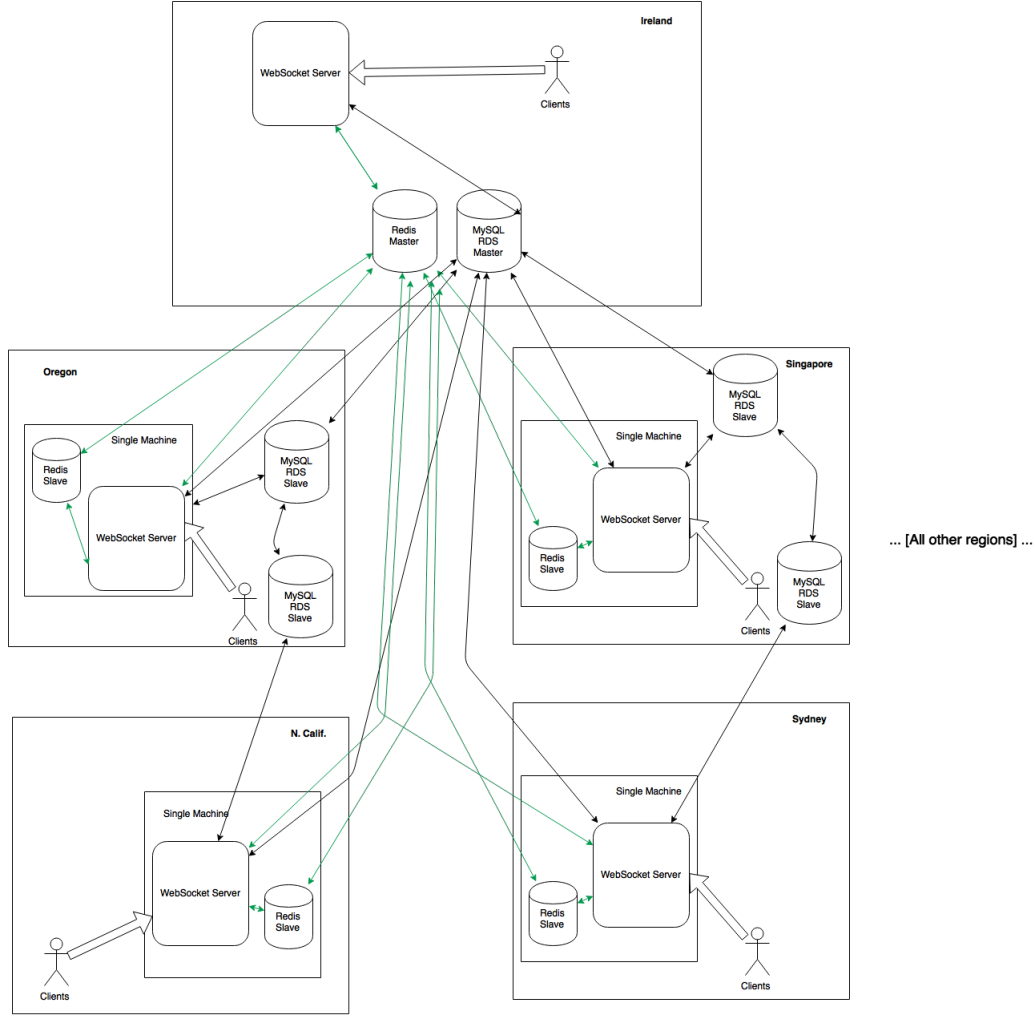 Ireland
WebSocket Server
Clients
Redis
Master
MySQL
RDS
Master
Oregon
Single Machine
Redis
Slave
WebSocket Server
MySQL
RDS
Slave
MySQL
RDS
Slave
Clients
Singapore
MySQL
RDS
Slave
Single Machine
WebSocket Server
Redis
Slave
MySQL
RDS
Slave
Clients
... [All other regions] ...
N. Calif.
Single Machine
WebSocket Server
Redis
Slave
Clients
Sydney
Single Machine
WebSocket Server
Redis
Slave
Clients